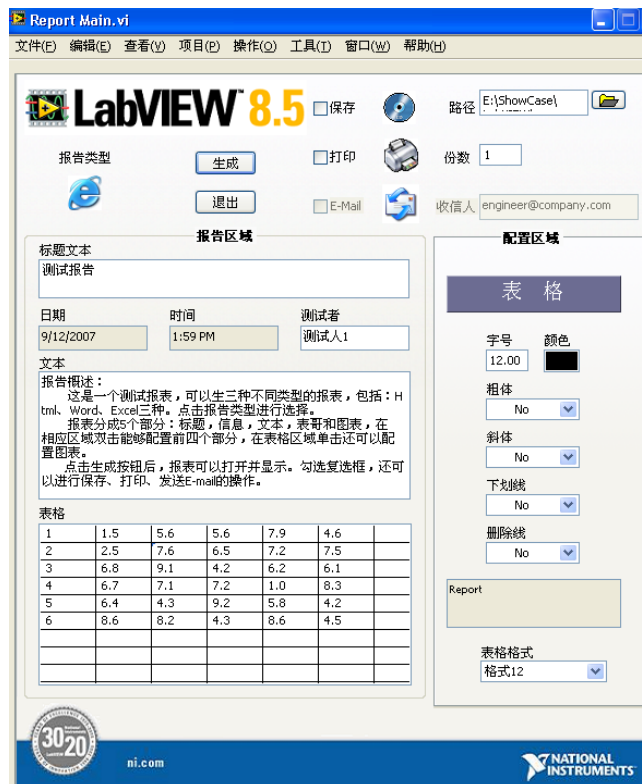 Report Main.vi
文件(F) 编辑(E) 查看(V) 项目(P) 操作(O) 工具(T) 窗口(W) 帮助(H)
LabVIEW™ 8.5
保存
路径 E:\ShowCase\
报告类型
生成
打印
份数 1
退出
E-Mail
收信人 engineer@company.com
报告区域
标题文本
测试报告
日期 时间 测试者
9/12/2007 1:59 PM 测试人1
文本
报告概述：
这是一个测试报表，可以生三种不同类型的报表，包括：H
tml、Word、Excel三种。点击报告类型进行选择。
报表分成5个部分：标题，信息，文本，表哥和图表，在
相应区域双击能够配置前四个部分，在表格区域单击还可以配
置图表。
点击生成按钮后，报表可以打开并显示。勾选复选框，还可
以进行保存、打印、发送E-mail的操作。
表格
1 1.5 5.6 5.6 7.9 4.6
2 2.5 7.6 6.5 7.2 7.5
3 6.8 9.1 4.2 6.2 6.1
4 6.7 7.1 7.2 1.0 8.3
5 6.4 4.3 9.2 5.8 4.2
6 8.6 8.2 4.3 8.6 4.5
配置区域
表 格
字号 颜色
12.00
粗体
No
斜体
No
下划线
No
删除线
No
Report
表格格式
格式12
30 20
ni.com
NATIONAL
INSTRUMENTS